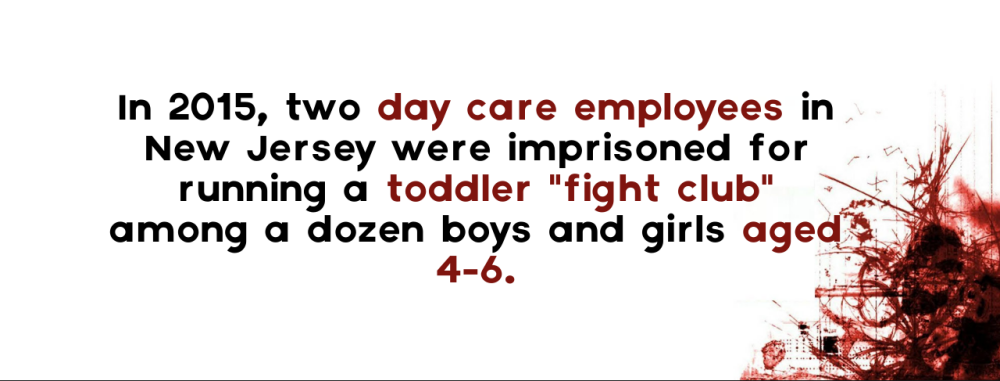 In 2015, two day care employees in
New Jersey were imprisoned for
running a toddler "fight club"
among a dozen boys and girls aged
4-6.